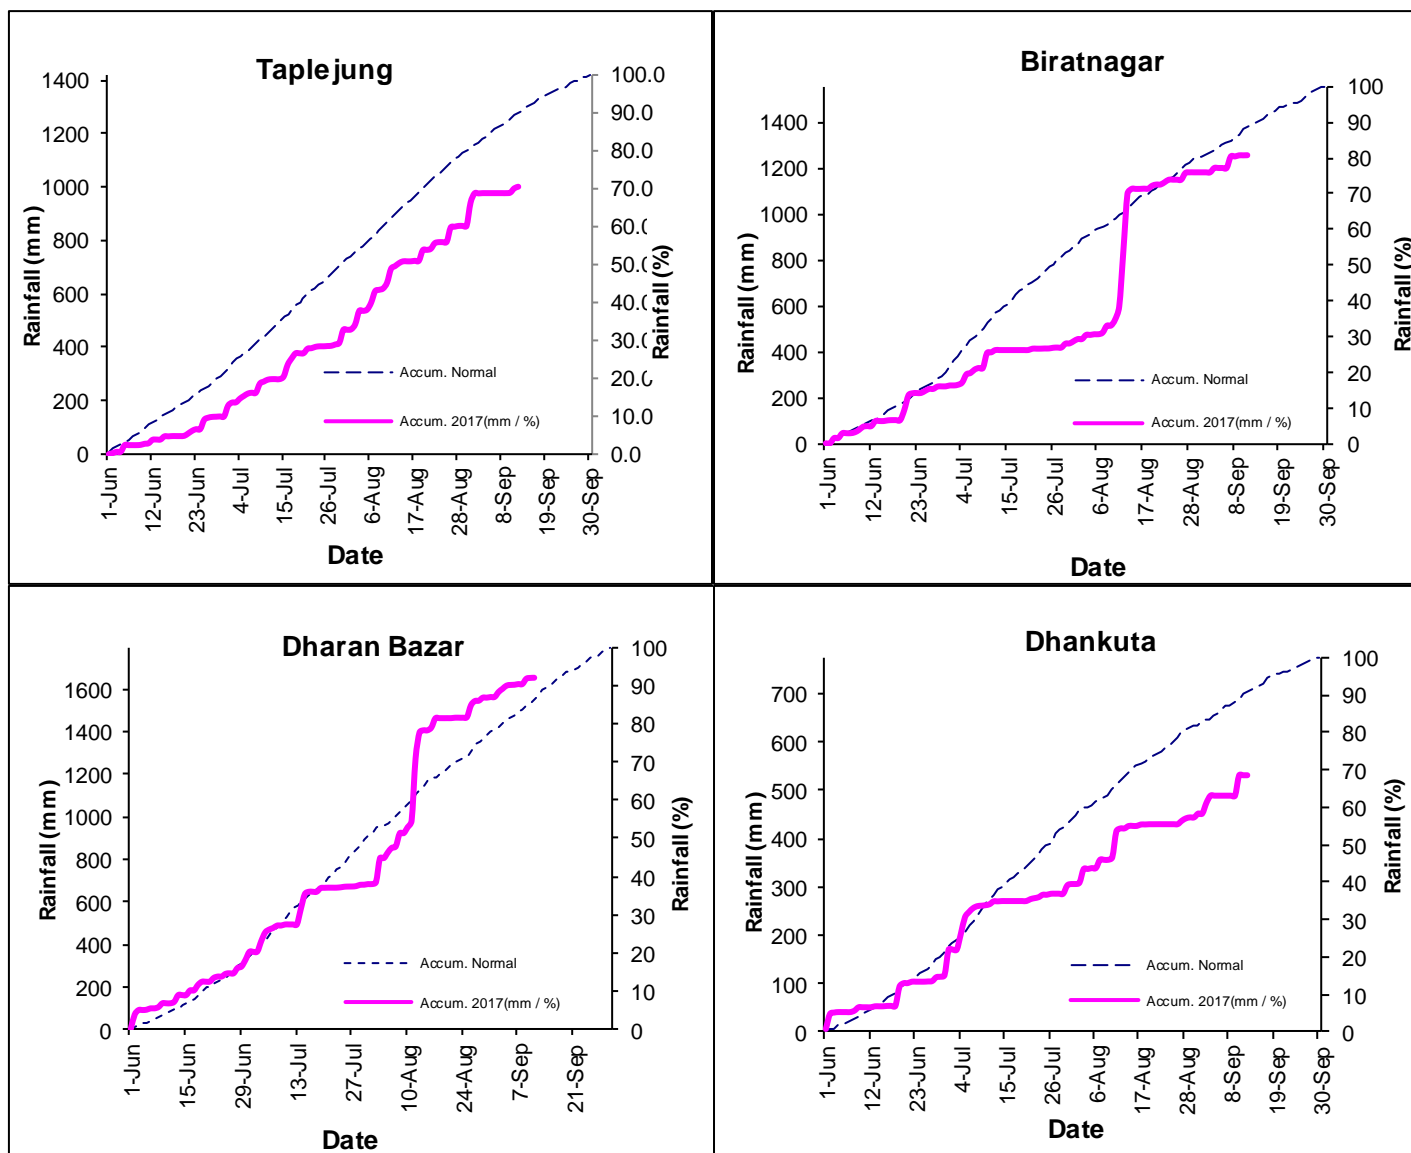 Taplejung
Rainfall (mm)
1400
1200
1000
800
600
400
200
0
100.0
90.0
80.0
70.0
60.0
50.0
40.0
30.0
20.0
10.0
0.0
Rainfall (%)
Accum. Normal
Accum. 2017(mm / %)
1-Jun
12-Jun
23-Jun
4-Jul
15-Jul
26-Jul
6-Aug
17-Aug
28-Aug
8-Sep
19-Sep
30-Sep
Date
Biratnagar
Rainfall (mm)
1400
1200
1000
800
600
400
200
0
100
90
80
70
60
50
40
30
20
10
0
Rainfall (%)
Accum. Normal
Accum. 2017(mm / %)
1-Jun
12-Jun
23-Jun
4-Jul
15-Jul
26-Jul
6-Aug
17-Aug
28-Aug
8-Sep
19-Sep
30-Sep
Date
Dharan Bazar
Rainfall (mm)
1600
1400
1200
1000
800
600
400
200
0
100
90
80
70
60
50
40
30
20
10
0
Rainfall (%)
Accum. Normal
Accum. 2017(mm / %)
1-Jun
15-Jun
29-Jun
13-Jul
27-Jul
10-Aug
24-Aug
7-Sep
21-Sep
Date
Dhankuta
Rainfall (mm)
700
600
500
400
300
200
100
0
100
90
80
70
60
50
40
30
20
10
0
Rainfall (%)
Accum. Normal
Accum. 2017(mm / %)
1-Jun
12-Jun
23-Jun
4-Jul
15-Jul
26-Jul
6-Aug
17-Aug
28-Aug
8-Sep
19-Sep
30-Sep
Date